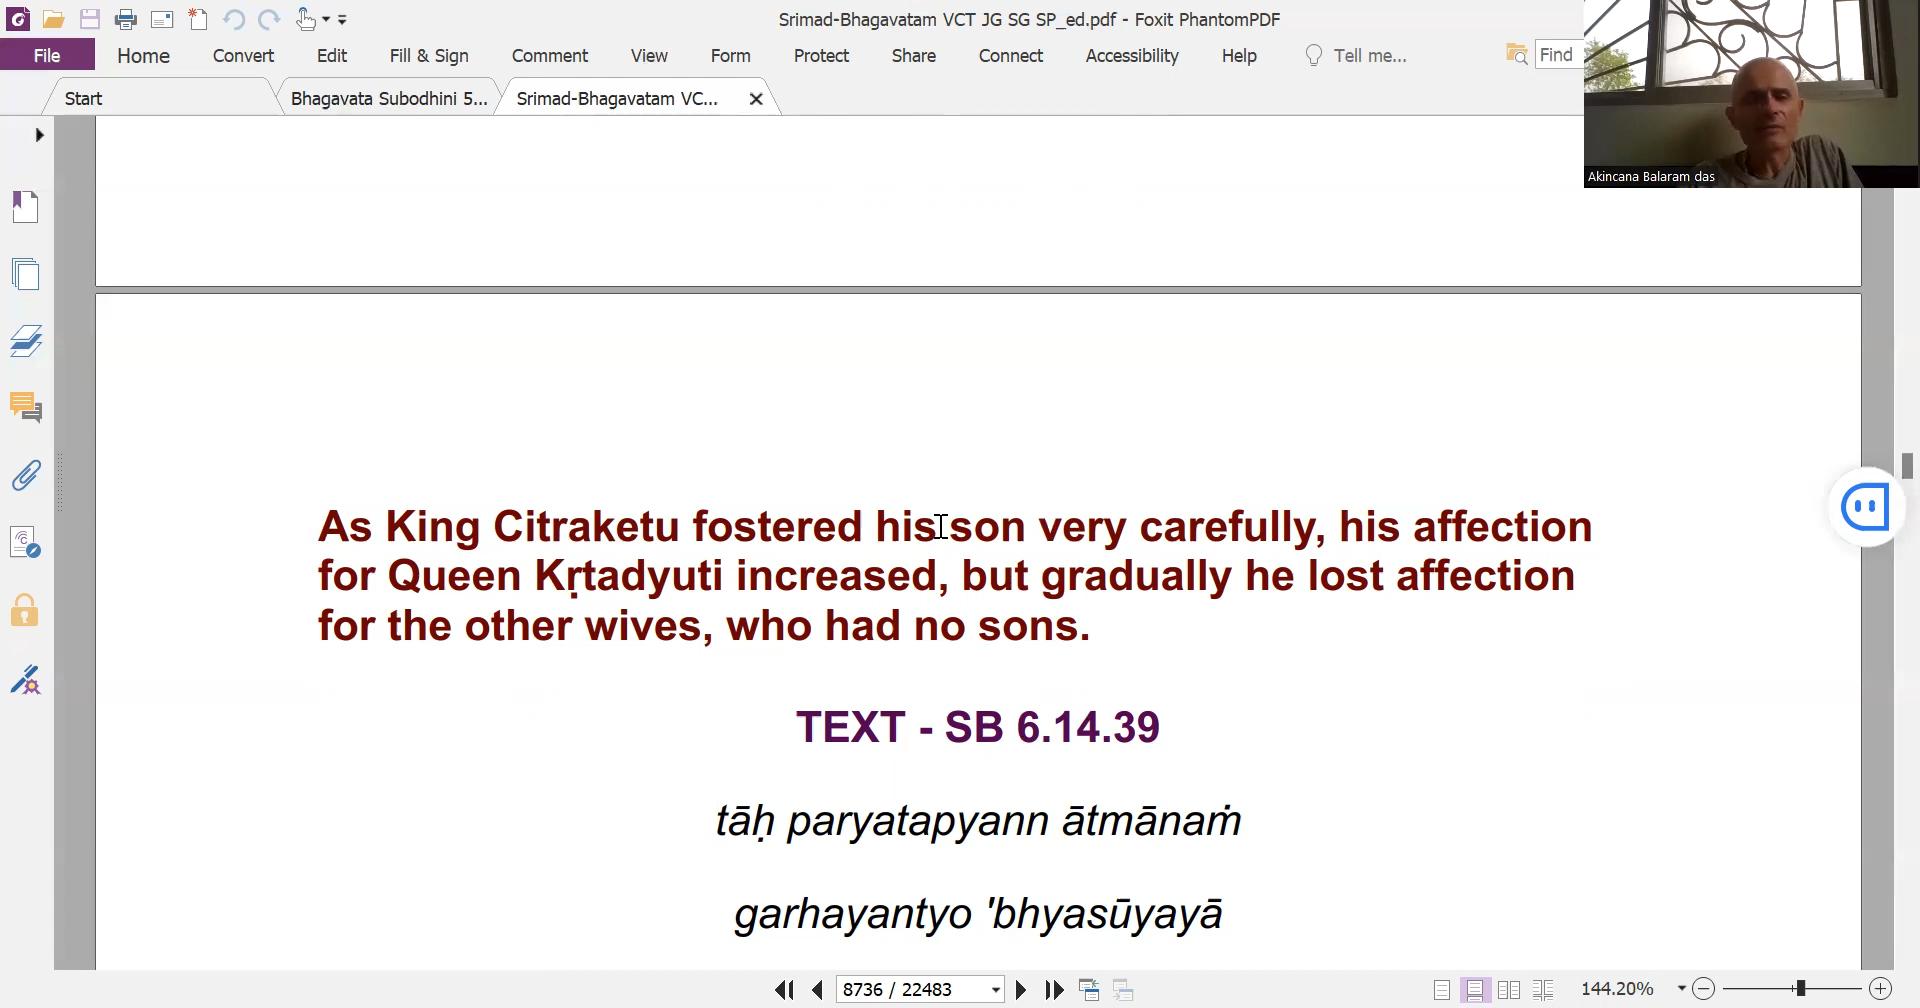 Srimad-Bhagavatam VCT JG SG SP_ed.pdf - Foxit PhantomPDF
File Home Convert Edit Fill & Sign Comment View Form Protect Share Connect Accessibility Help Tell me... Find
Start Bhagavata Subodhini 5... Srimad-Bhagavatam VC...
Akincana Balaram das
As King Citraketu fostered his son very carefully, his affection
for Queen Kṛtadyuti increased, but gradually he lost affection
for the other wives, who had no sons.
TEXT - SB 6.14.39
tāḥ paryatapyann ātmānaṁ
garhayantyo 'bhyasūyayā
8736 / 22483
144.20%